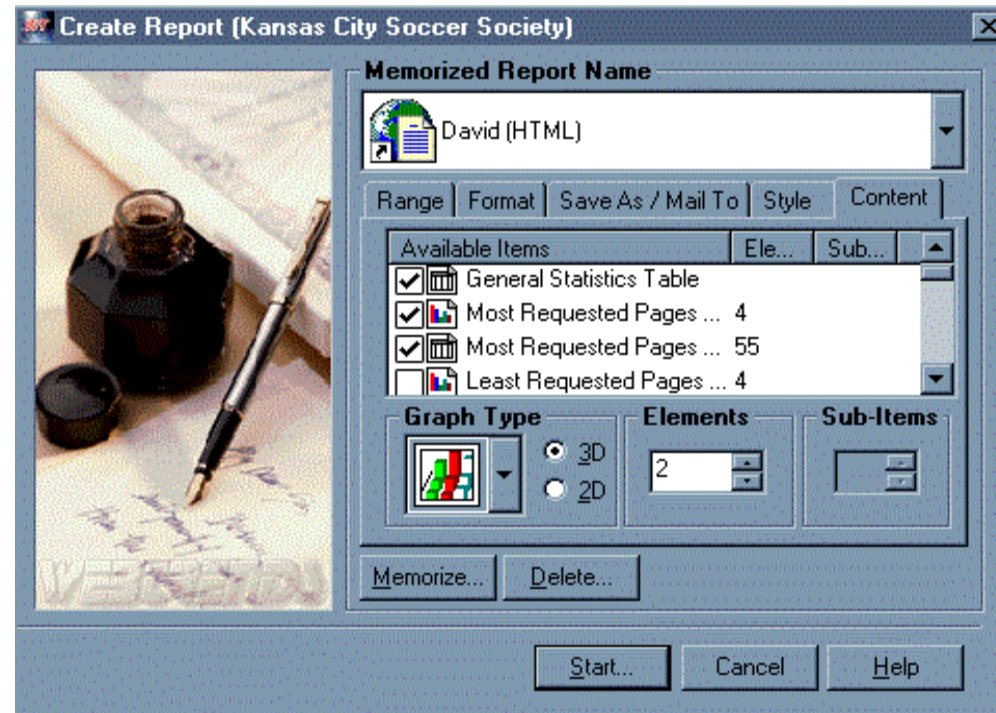 Create Report (Kansas City Soccer Society)
Memorized Report Name
David (HTML)
Range Format Save As / Mail To Style Content
Available Items Ele... Sub...
General Statistics Table
Most Requested Pages ... 4
Most Requested Pages ... 55
Least Requested Pages ... 4
Graph Type Elements Sub-Items
3D
2
2D
Memorize... Delete...
Start... Cancel Help